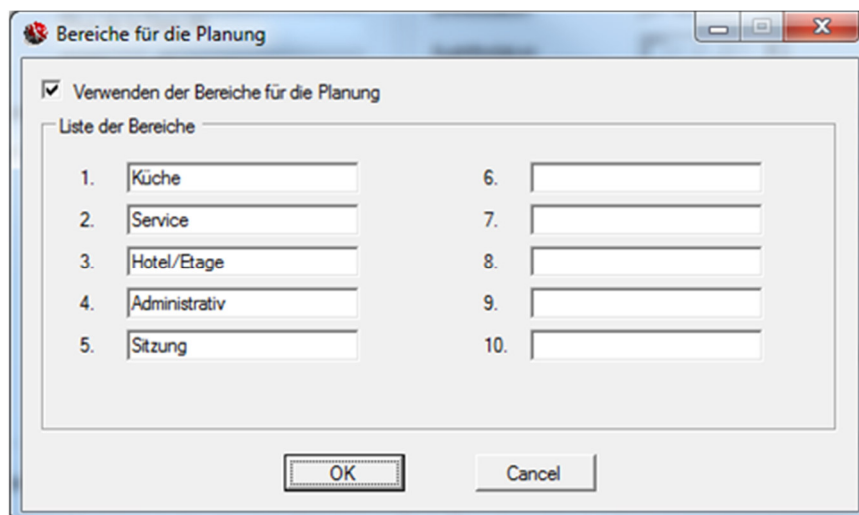 Bereiche für die Planung
Verwenden der Bereiche für die Planung
Liste der Bereiche
1. Küche
2. Service
3. Hotel/Etage
4. Administrativ
5. Sitzung
6.
7.
8.
9.
10.
OK
Cancel